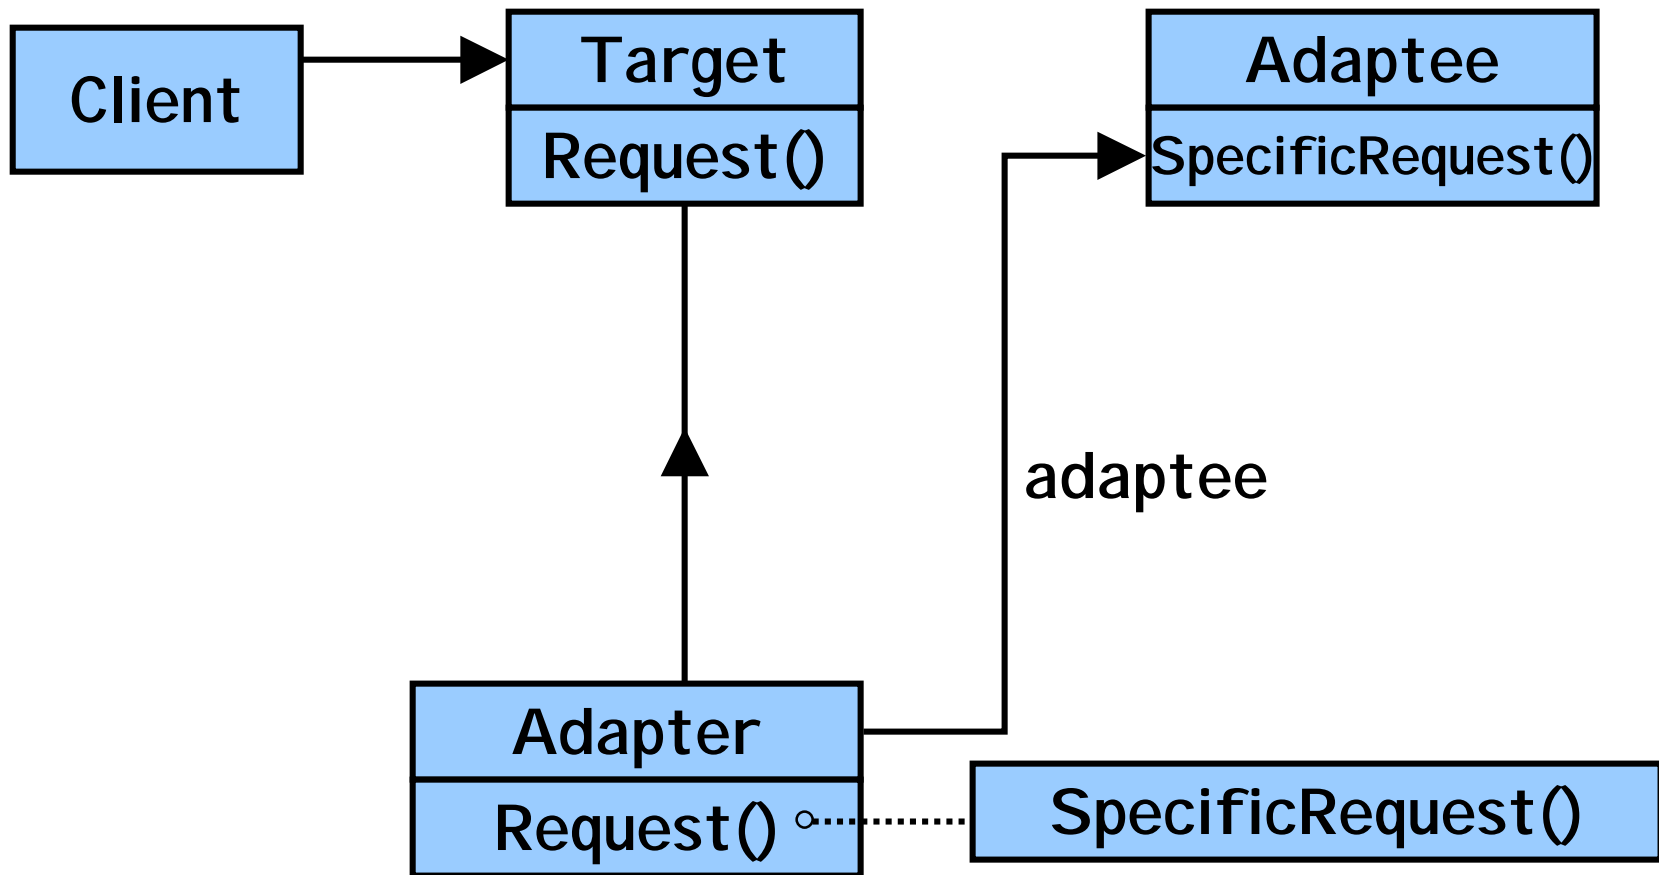 Client
Target
Request()
Adaptee
SpecificRequest()
adaptee
Adapter
Request()
SpecificRequest()